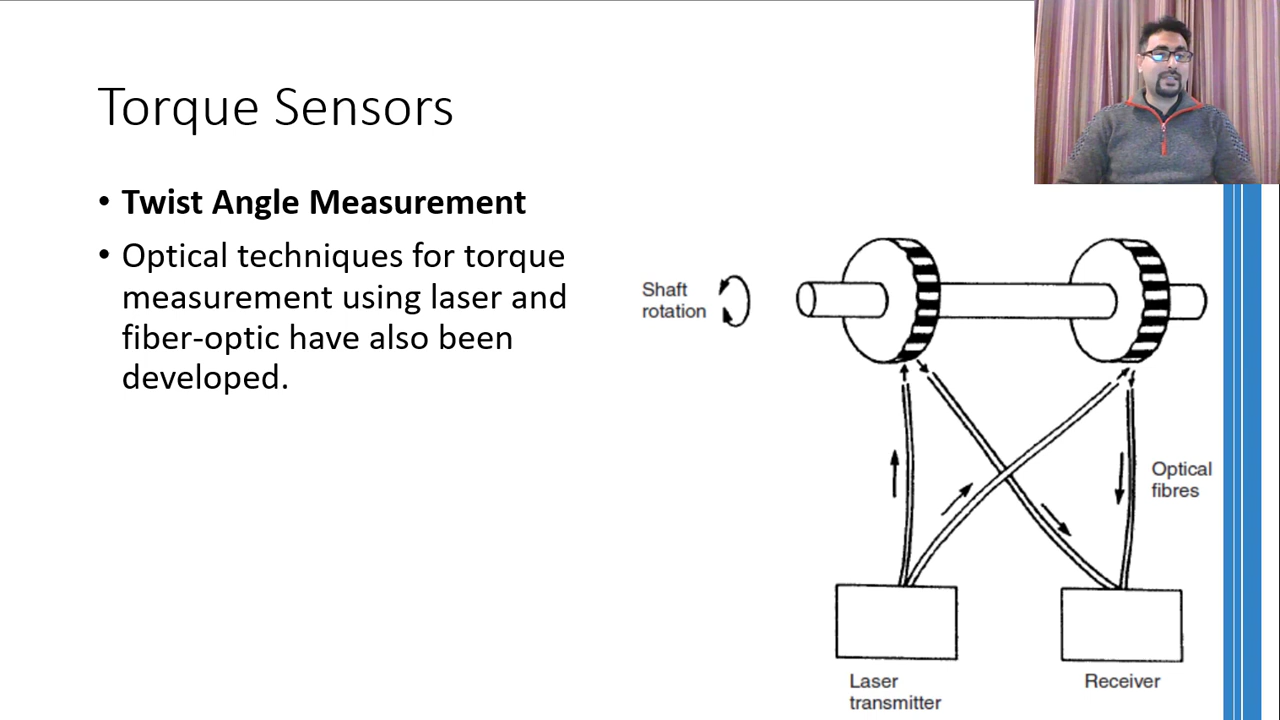 Torque Sensors
• Twist Angle Measurement
• Optical techniques for torque
measurement using laser and
fiber-optic have also been
developed.
Shaft
rotation
Optical
fibres
Laser
transmitter
Receiver